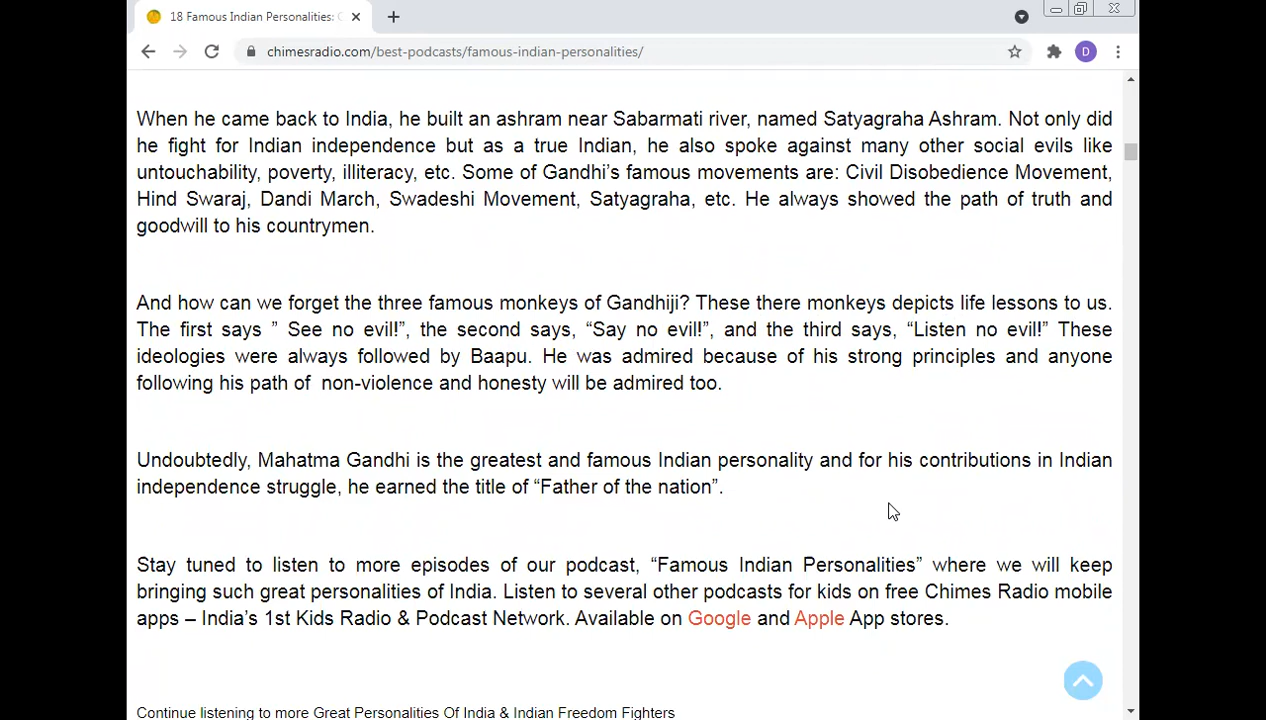 18 Famous Indian Personalities:
chimesradio.com/best-podcasts/famous-indian-personalities/
D
When he came back to India, he built an ashram near Sabarmati river, named Satyagraha Ashram. Not only did
he fight for Indian independence but as a true Indian, he also spoke against many other social evils like
untouchability, poverty, illiteracy, etc. Some of Gandhi’s famous movements are: Civil Disobedience Movement,
Hind Swaraj, Dandi March, Swadeshi Movement, Satyagraha, etc. He always showed the path of truth and
goodwill to his countrymen.
And how can we forget the three famous monkeys of Gandhiji? These there monkeys depicts life lessons to us.
The first says ” See no evil!”, the second says, “Say no evil!”, and the third says, “Listen no evil!” These
ideologies were always followed by Baapu. He was admired because of his strong principles and anyone
following his path of  non-violence and honesty will be admired too.
Undoubtedly, Mahatma Gandhi is the greatest and famous Indian personality and for his contributions in Indian
independence struggle, he earned the title of “Father of the nation”.
Stay tuned to listen to more episodes of our podcast, “Famous Indian Personalities” where we will keep
bringing such great personalities of India. Listen to several other podcasts for kids on free Chimes Radio mobile
apps – India’s 1st Kids Radio & Podcast Network. Available on Google and Apple App stores.
Continue listening to more Great Personalities Of India & Indian Freedom Fighters